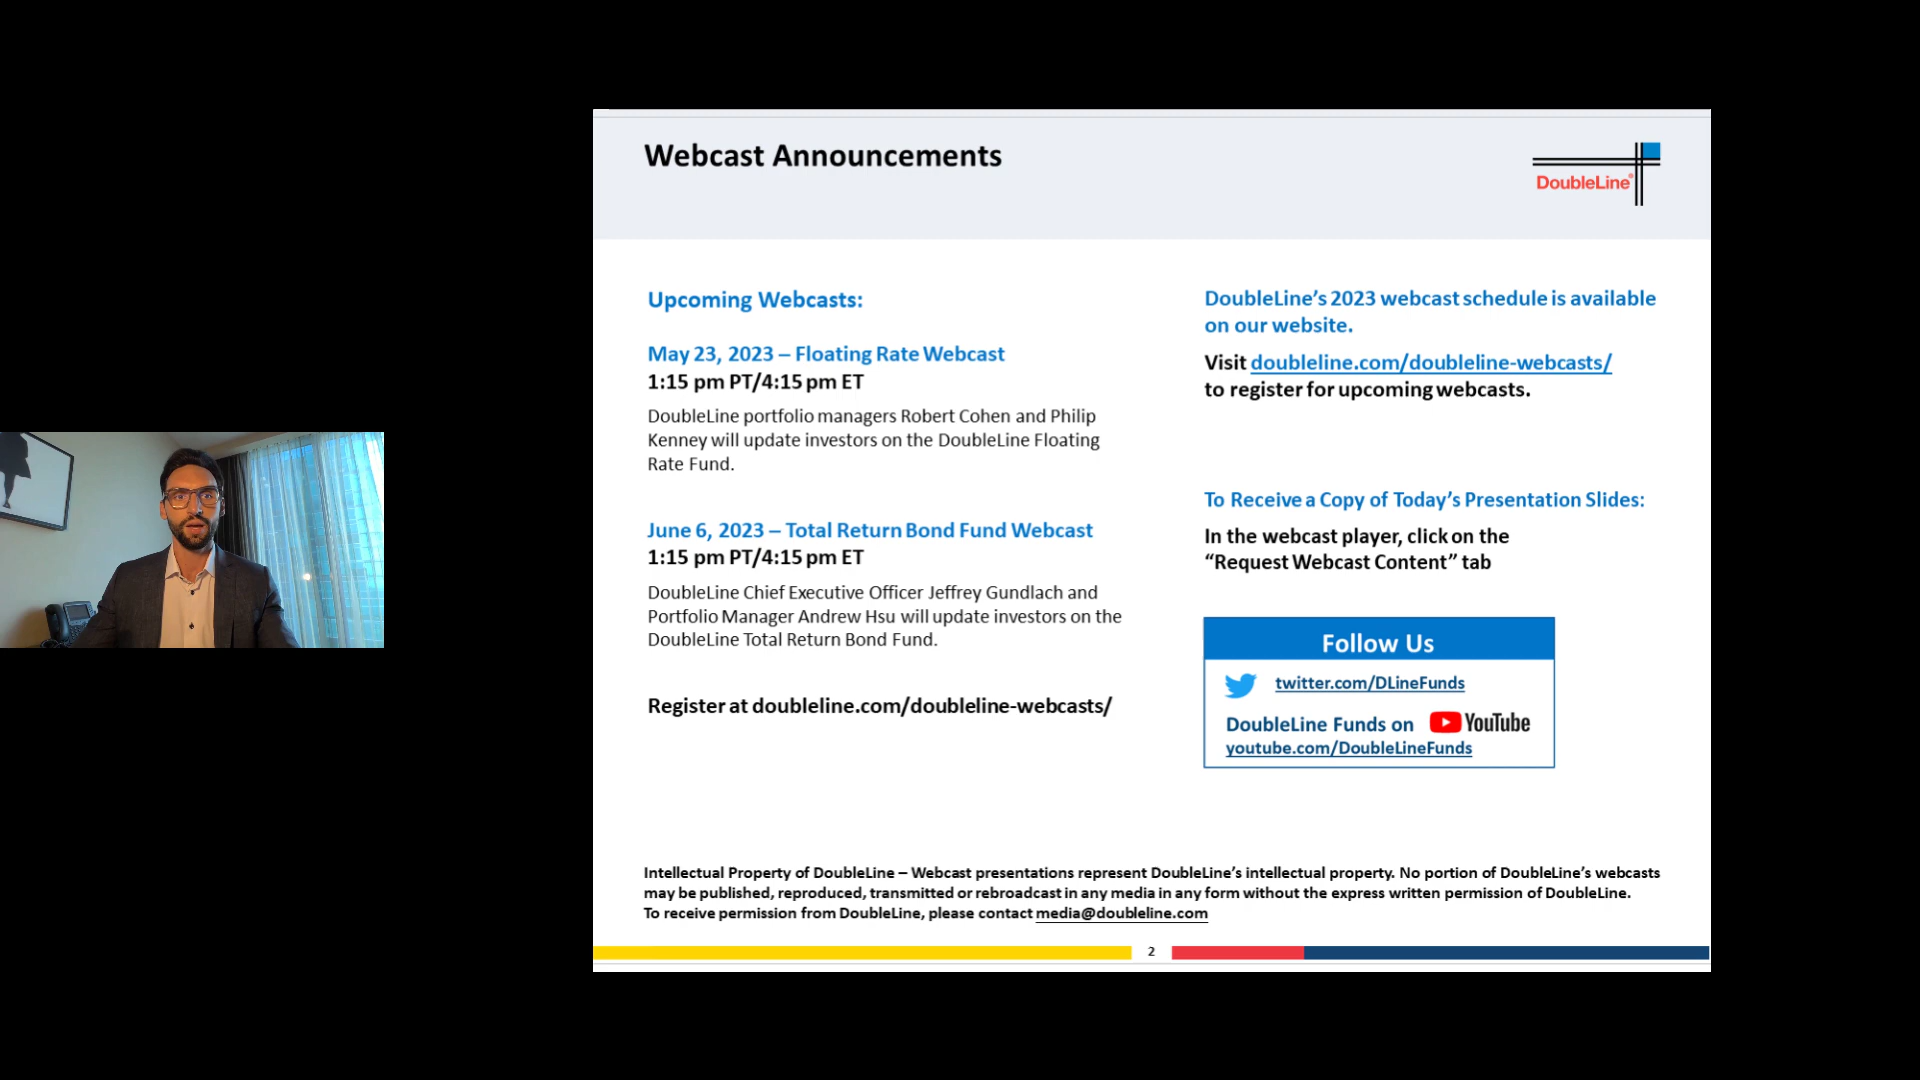 Webcast Announcements
DoubleLine®
Upcoming Webcasts:
May 23, 2023 – Floating Rate Webcast
1:15 pm PT/4:15 pm ET
DoubleLine portfolio managers Robert Cohen and Philip
Kenney will update investors on the DoubleLine Floating
Rate Fund.
June 6, 2023 – Total Return Bond Fund Webcast
1:15 pm PT/4:15 pm ET
DoubleLine Chief Executive Officer Jeffrey Gundlach and
Portfolio Manager Andrew Hsu will update investors on the
DoubleLine Total Return Bond Fund.
Register at doubleline.com/doubleline-webcasts/
DoubleLine’s 2023 webcast schedule is available
on our website.
Visit doubleline.com/doubleline-webcasts/
to register for upcoming webcasts.
To Receive a Copy of Today’s Presentation Slides:
In the webcast player, click on the
“Request Webcast Content” tab
Follow Us
twitter.com/DLineFunds
DoubleLine Funds on YouTube
youtube.com/DoubleLineFunds
Intellectual Property of DoubleLine – Webcast presentations represent DoubleLine’s intellectual property. No portion of DoubleLine’s webcasts
may be published, reproduced, transmitted or rebroadcast in any media in any form without the express written permission of DoubleLine.
To receive permission from DoubleLine, please contact media@doubleline.com
2